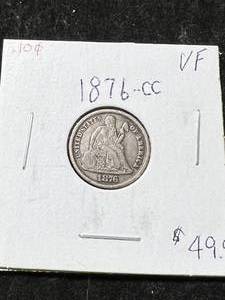 .10¢ VF
1876-CC
UNITED STATES OF AMERICA
1876
$49.